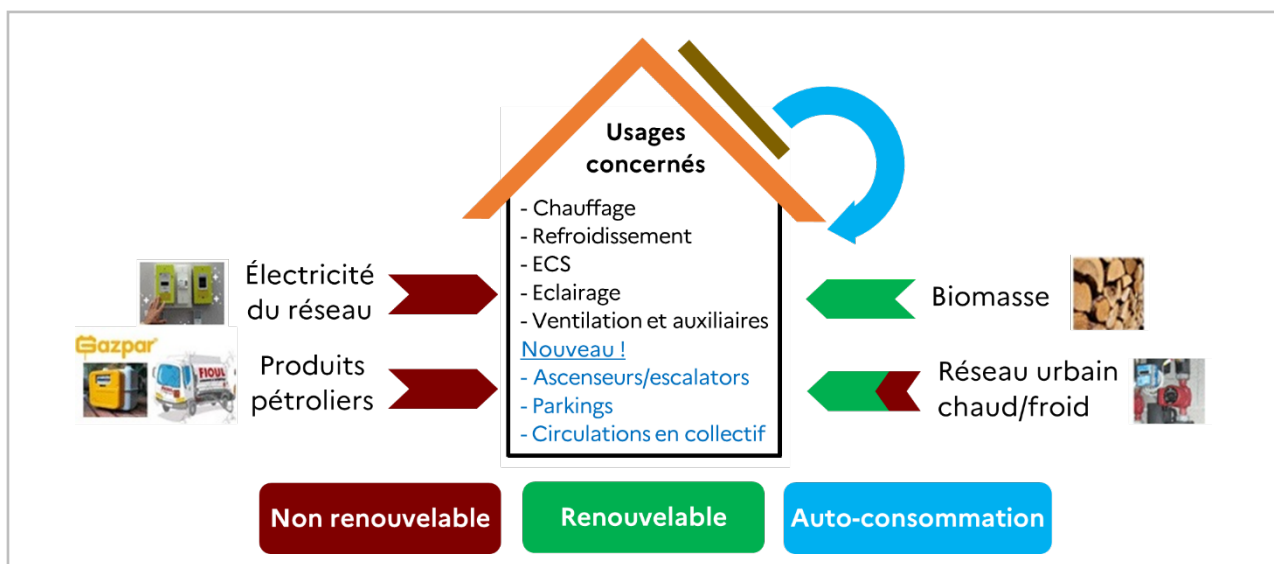 Usages
concernés
- Chauffage
- Refroidissement
- ECS
- Eclairage
- Ventilation et auxiliaires
Nouveau !
- Ascenseurs/escalators
- Parkings
- Circulations en collectif
Électricité
du réseau
Gazpar
FIOUL
Produits
pétroliers
Biomasse
Réseau urbain
chaud/froid
Non renouvelable
Renouvelable
Auto-consommation